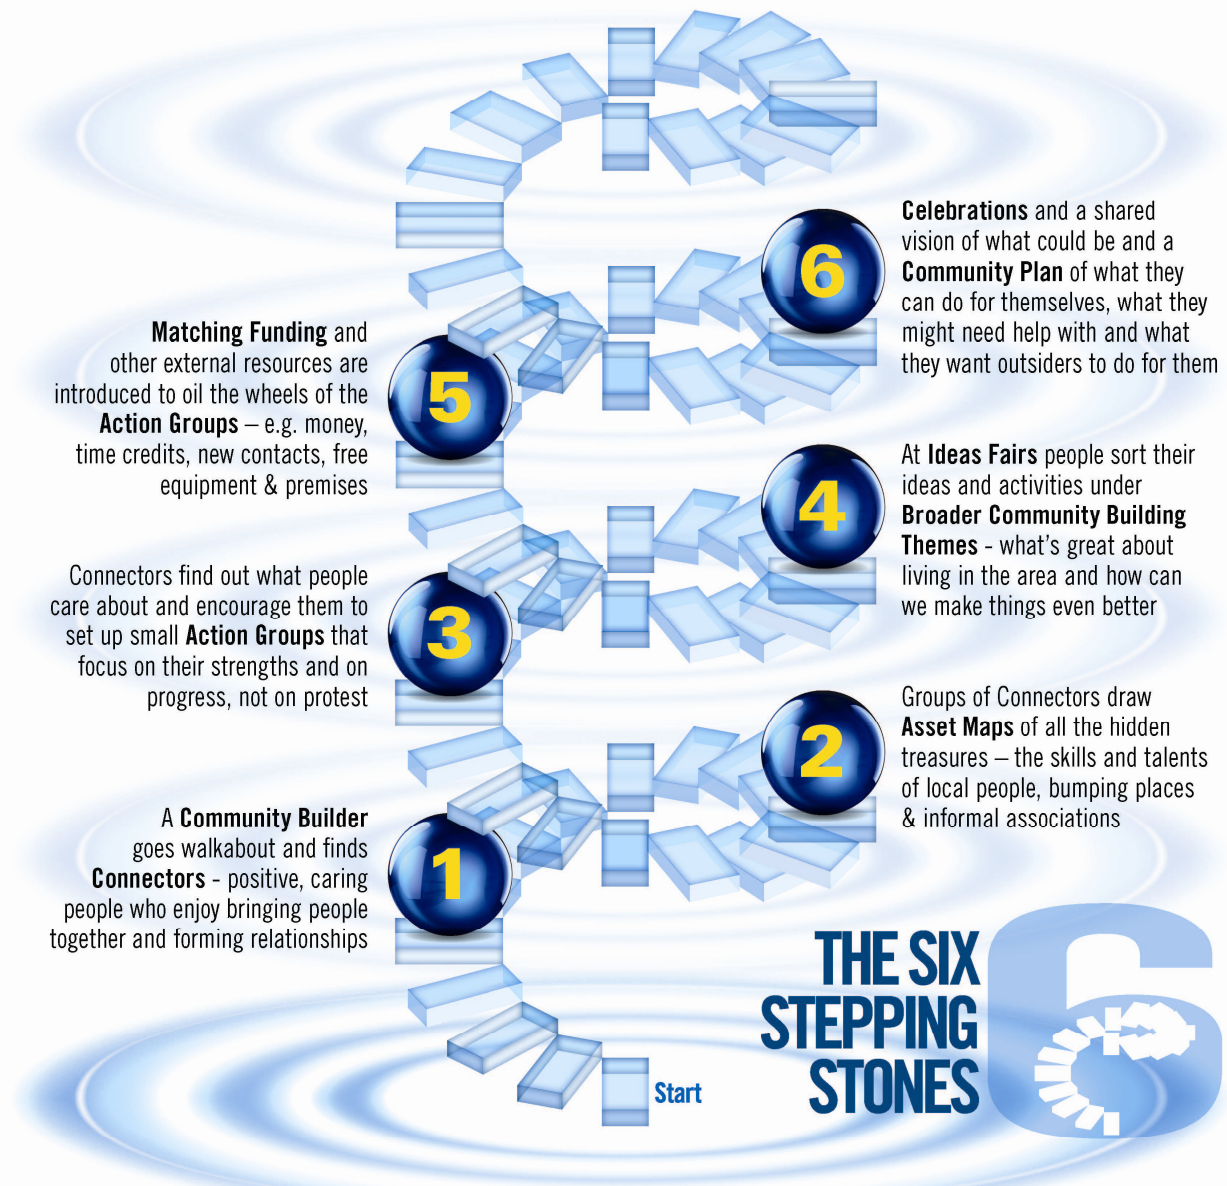 Celebrations and a shared
vision of what could be and a
Community Plan of what they
can do for themselves, what they
might need help with and what
they want outsiders to do for them
6
Matching Funding and
other external resources are
introduced to oil the wheels of the
Action Groups – e.g. money,
time credits, new contacts, free
equipment & premises
5
At Ideas Fairs people sort their
ideas and activities under
Broader Community Building
Themes - what's great about
living in the area and how can
we make things even better
4
Connectors find out what people
care about and encourage them to
set up small Action Groups that
focus on their strengths and on
progress, not on protest
3
Groups of Connectors draw
Asset Maps of all the hidden
treasures – the skills and talents
of local people, bumping places
& informal associations
2
A Community Builder
goes walkabout and finds
Connectors - positive, caring
people who enjoy bringing people
together and forming relationships
1
THE SIX
STEPPING
STONES
6
Start